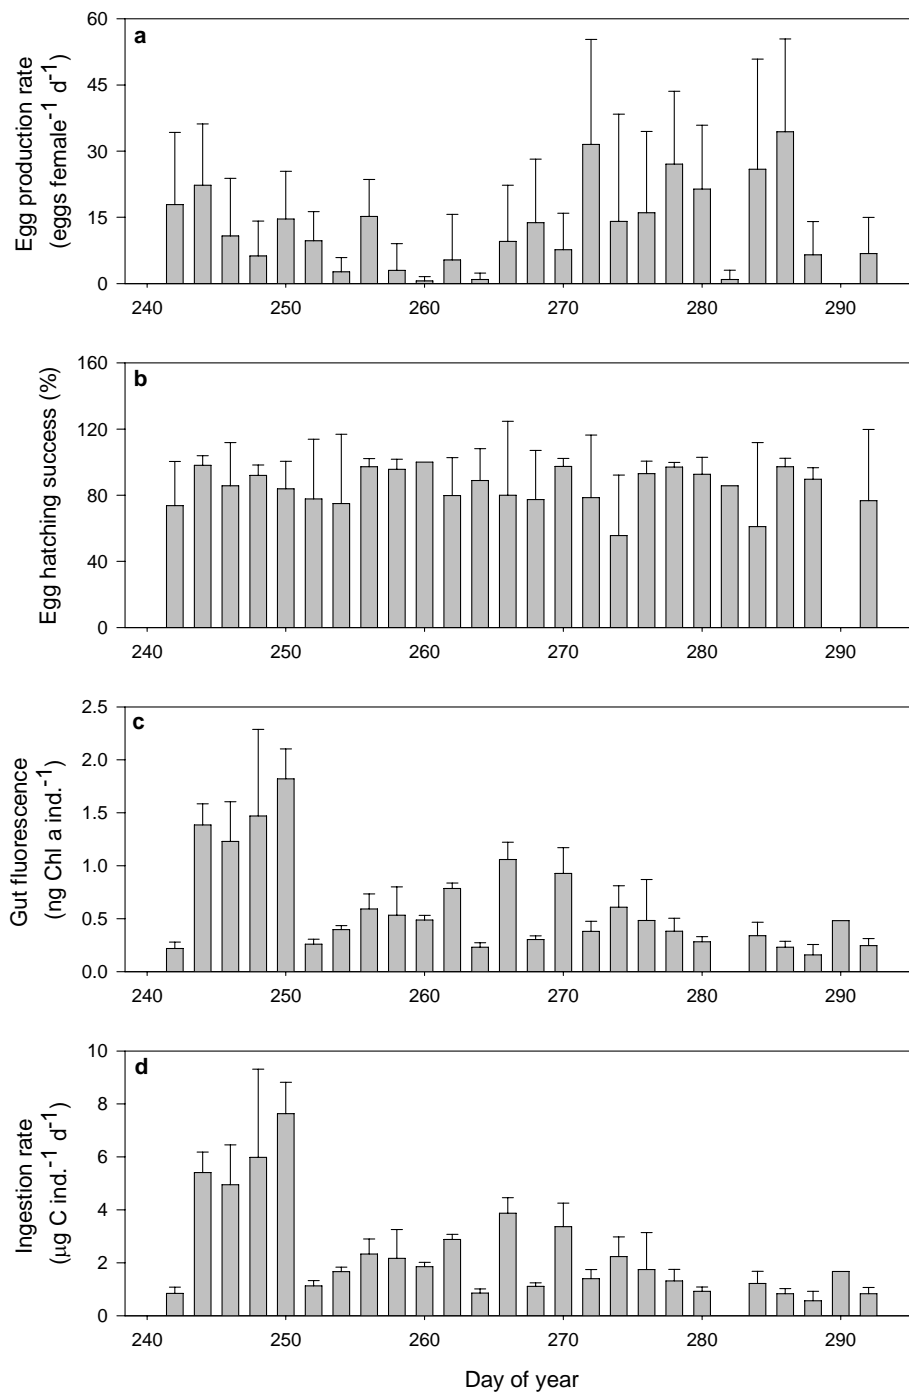 a
Egg production rate
(eggs female⁻¹ d⁻¹)
60
45
30
15
0
240 250 260 270 280 290
b
Egg hatching success (%)
160
120
80
40
0
240 250 260 270 280 290
c
Gut fluorescence
(ng Chl a ind.⁻¹)
2.5
2.0
1.5
1.0
0.5
0.0
240 250 260 270 280 290
d
Ingestion rate
(µg C ind.⁻¹ d⁻¹)
10
8
6
4
2
0
240 250 260 270 280 290
Day of year